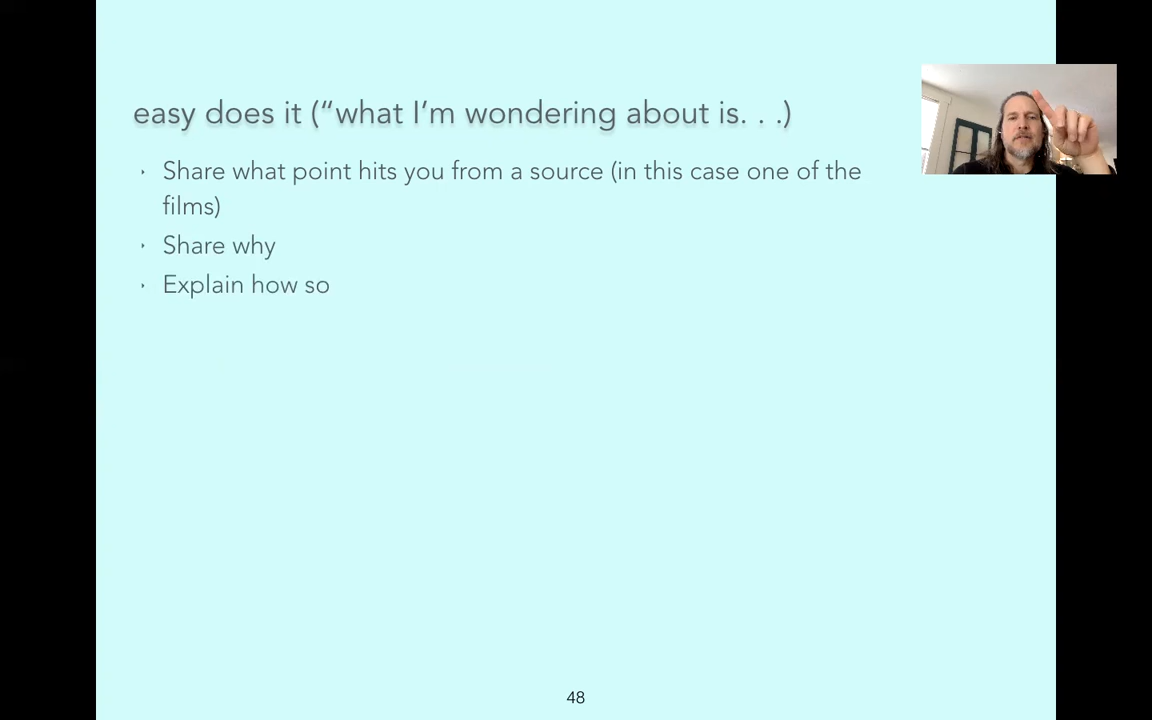 easy does it (“what I’m wondering about is. . .)
‣ Share what point hits you from a source (in this case one of the
films)
‣ Share why
‣ Explain how so
48